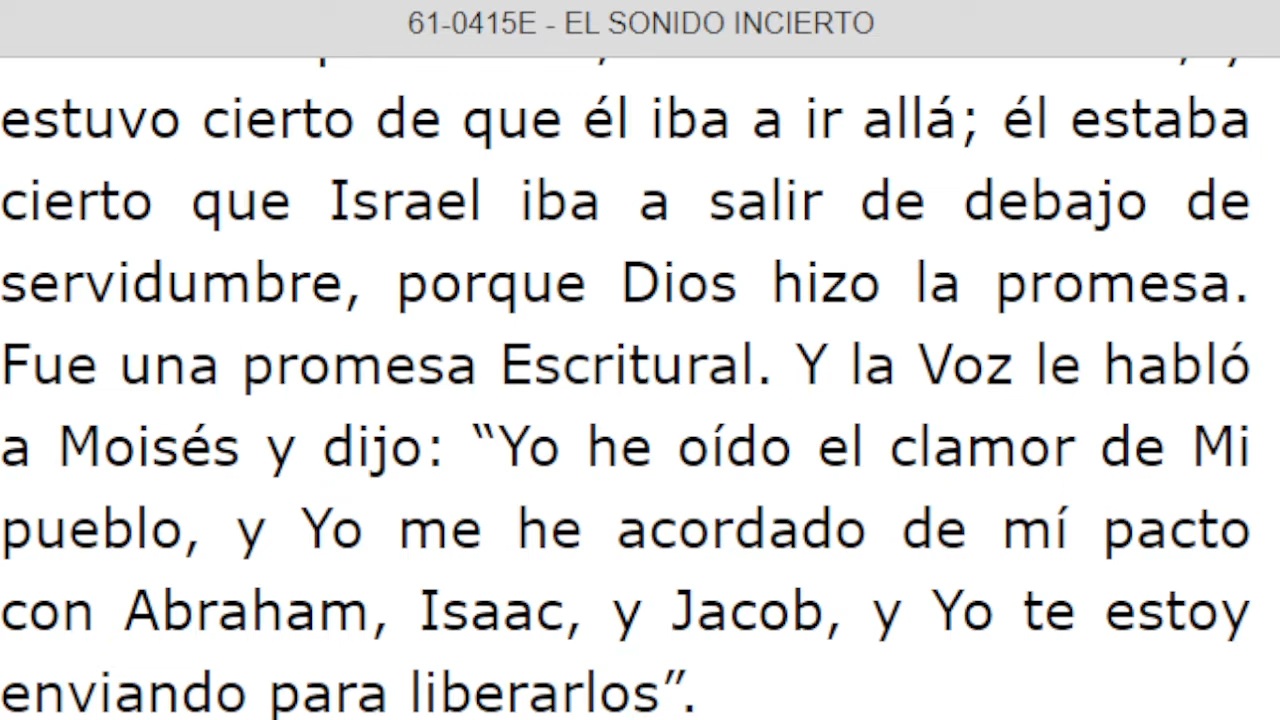 61-0415E - EL SONIDO INCIERTO
estuvo cierto de que él iba a ir allá; él estaba
cierto que Israel iba a salir de debajo de
servidumbre, porque Dios hizo la promesa.
Fue una promesa Escritural. Y la Voz le habló
a Moisés y dijo: “Yo he oído el clamor de Mi
pueblo, y Yo me he acordado de mí pacto
con Abraham, Isaac, y Jacob, y Yo te estoy
enviando para liberarlos”.